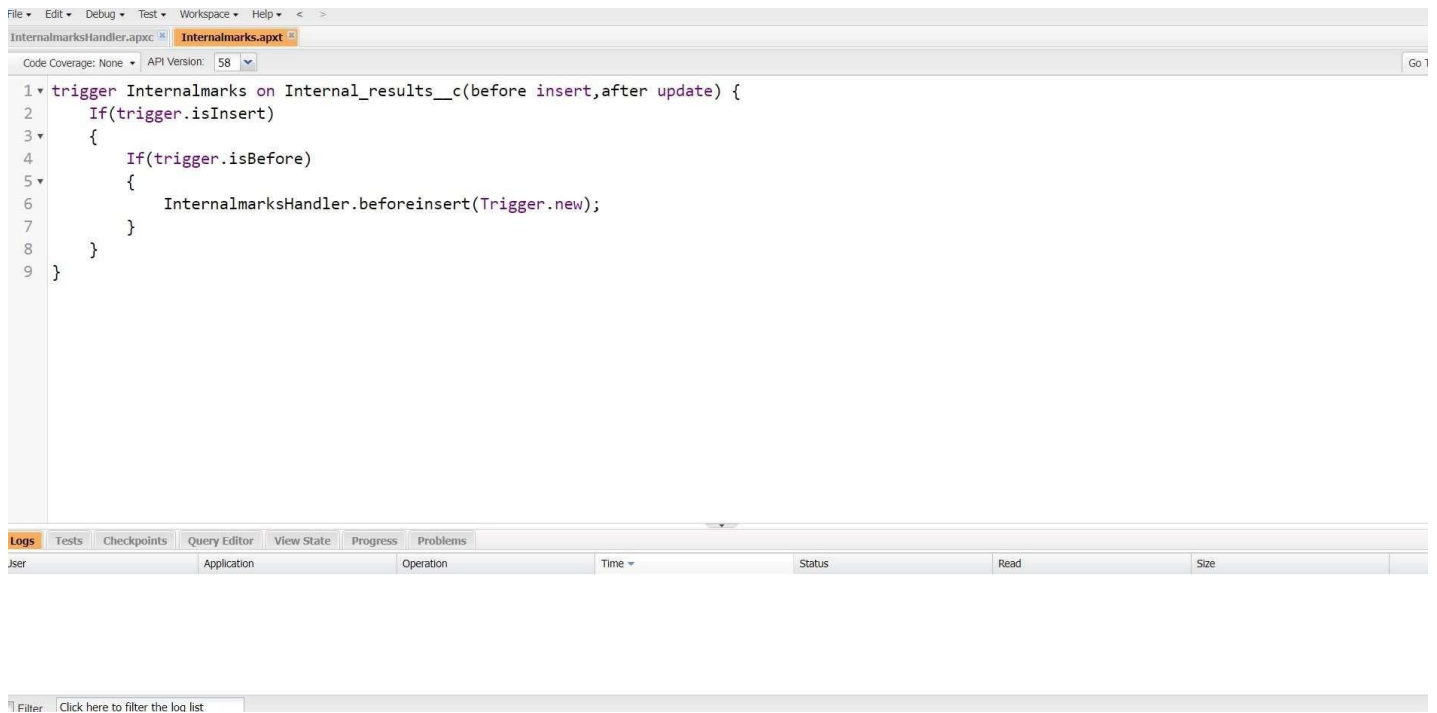 File Edit Debug Test Workspace Help < >
InternalmarksHandler.apxc Internalmarks.apxt
Code Coverage: None API Version: 58 Go T
1 trigger Internalmarks on Internal_results__c(before insert,after update) {
2 If(trigger.isInsert)
3 {
4 If(trigger.isBefore)
5 {
6 InternalmarksHandler.beforeinsert(Trigger.new);
7 }
8 }
9 }
Logs Tests Checkpoints Query Editor View State Progress Problems
User Application Operation Time Status Read Size
Filter Click here to filter the log list